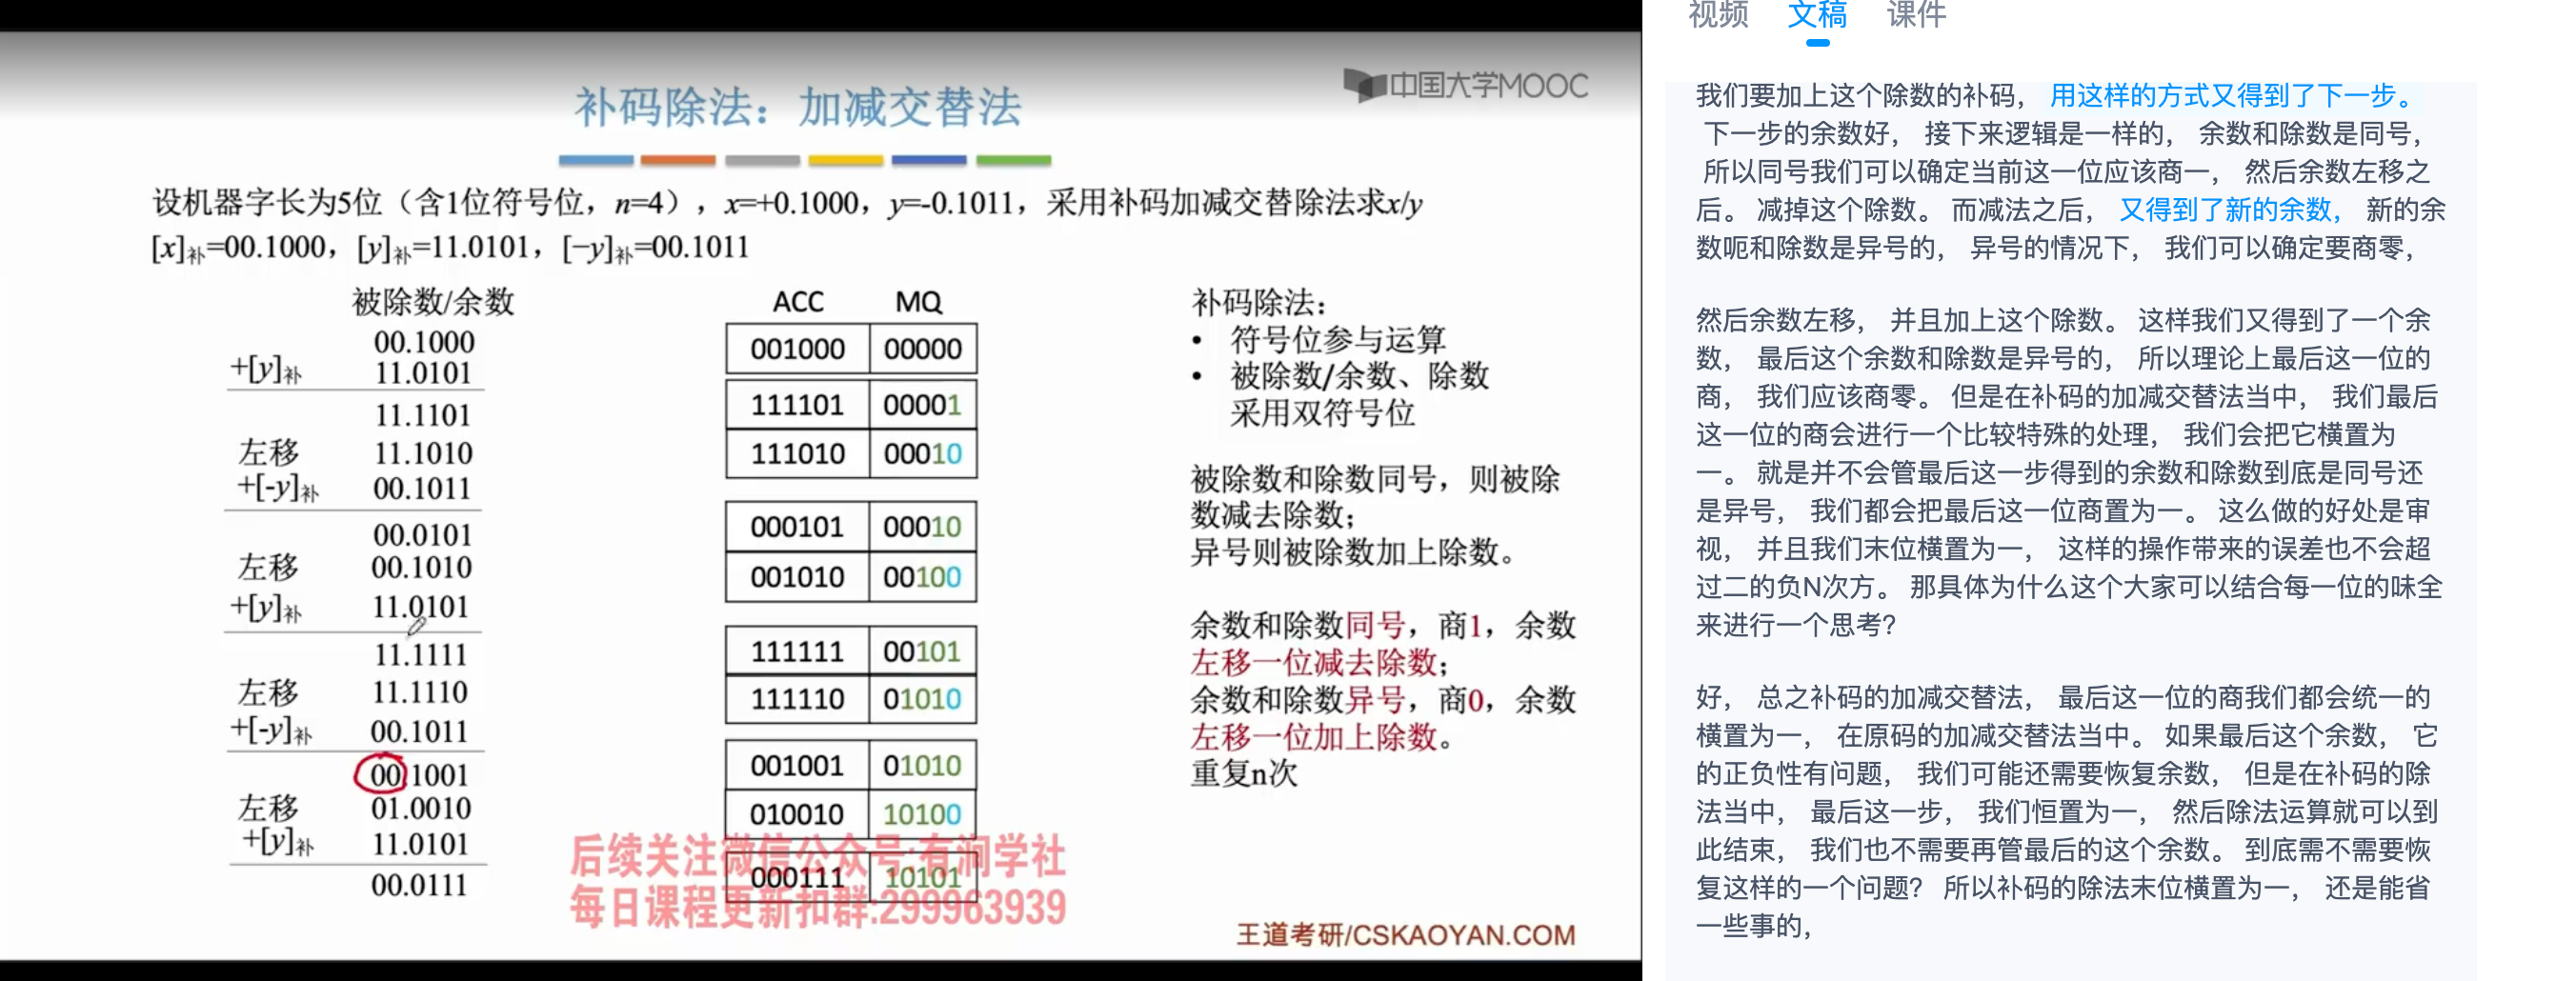 中国大学MOOC
补码除法：加减交替法
设机器字长为5位（含1位符号位，n=4），x=+0.1000，y=-0.1011，采用补码加减交替除法求x/y
[x]补=00.1000，[y]补=11.0101，[−y]补=00.1011
被除数/余数
00.1000
+[y]补 11.0101
11.1101
左移 11.1010
+[-y]补 00.1011
00.0101
左移 00.1010
+[y]补 11.0101
11.1111
左移 11.1110
+[-y]补 00.1011
00.1001
左移 01.0010
+[y]补 11.0101
00.0111
ACC MQ
001000 00000
111101 00001
111010 00010
000101 00010
001010 00100
111111 00101
111110 01010
001001 01010
010010 10100
000111 10101
补码除法：
• 符号位参与运算
• 被除数/余数、除数
采用双符号位
被除数和除数同号，则被除
数减去除数；
异号则被除数加上除数。
余数和除数同号，商1，余数
左移一位减去除数；
余数和除数异号，商0，余数
左移一位加上除数。
重复n次
后续关注微信公众号:有涧学社
每日课程更新扣群:299963939
王道考研/CSKAOYAN.COM
视频 文稿 课件
我们要加上这个除数的补码， 用这样的方式又得到了下一步。
下一步的余数好， 接下来逻辑是一样的， 余数和除数是同号，
所以同号我们可以确定当前这一位应该商一， 然后余数左移之
后。 减掉这个除数。 而减法之后， 又得到了新的余数， 新的余
数呃和除数是异号的， 异号的情况下， 我们可以确定要商零，
然后余数左移， 并且加上这个除数。 这样我们又得到了一个余
数， 最后这个余数和除数是异号的， 所以理论上最后这一位的
商， 我们应该商零。 但是在补码的加减交替法当中， 我们最后
这一位的商会进行一个比较特殊的处理， 我们会把它横置为
一。 就是并不会管最后这一步得到的余数和除数到底是同号还
是异号， 我们都会把最后这一位商置为一。 这么做的好处是审
视， 并且我们末位横置为一， 这样的操作带来的误差也不会超
过二的负N次方。 那具体为什么这个大家可以结合每一位的味全
来进行一个思考?
好， 总之补码的加减交替法， 最后这一位的商我们都会统一的
横置为一， 在原码的加减交替法当中。 如果最后这个余数， 它
的正负性有问题， 我们可能还需要恢复余数， 但是在补码的除
法当中， 最后这一步， 我们恒置为一， 然后除法运算就可以到
此结束， 我们也不需要再管最后的这个余数。 到底需不需要恢
复这样的一个问题? 所以补码的除法末位横置为一， 还是能省
一些事的，